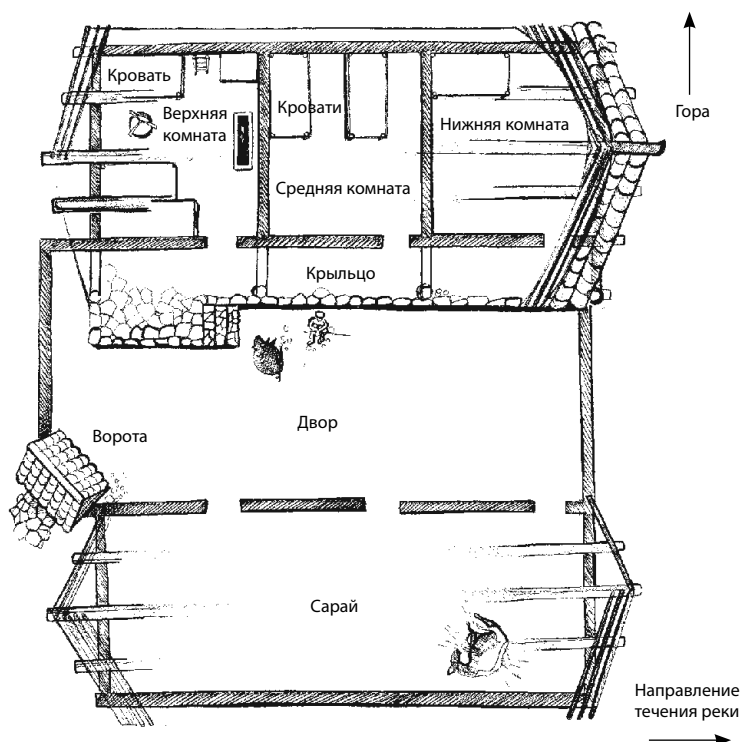 Кровать
Верхняя
комната
Кровати
Нижняя комната
Гора
Средняя комната
Крыльцо
Ворота
Двор
Сарай
Направление
течения реки